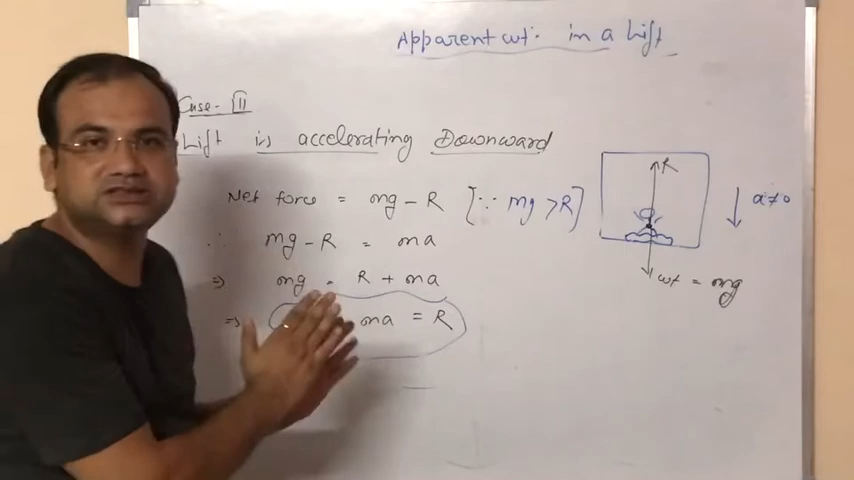 Apparent wt. in a Lift
Case - III
Lift is accelerating Downward
Net force = mg - R [∵ mg > R]
∴ mg - R = ma
⇒ mg = R + ma
⇒ ma = R
R
a ≠ 0
wt = mg